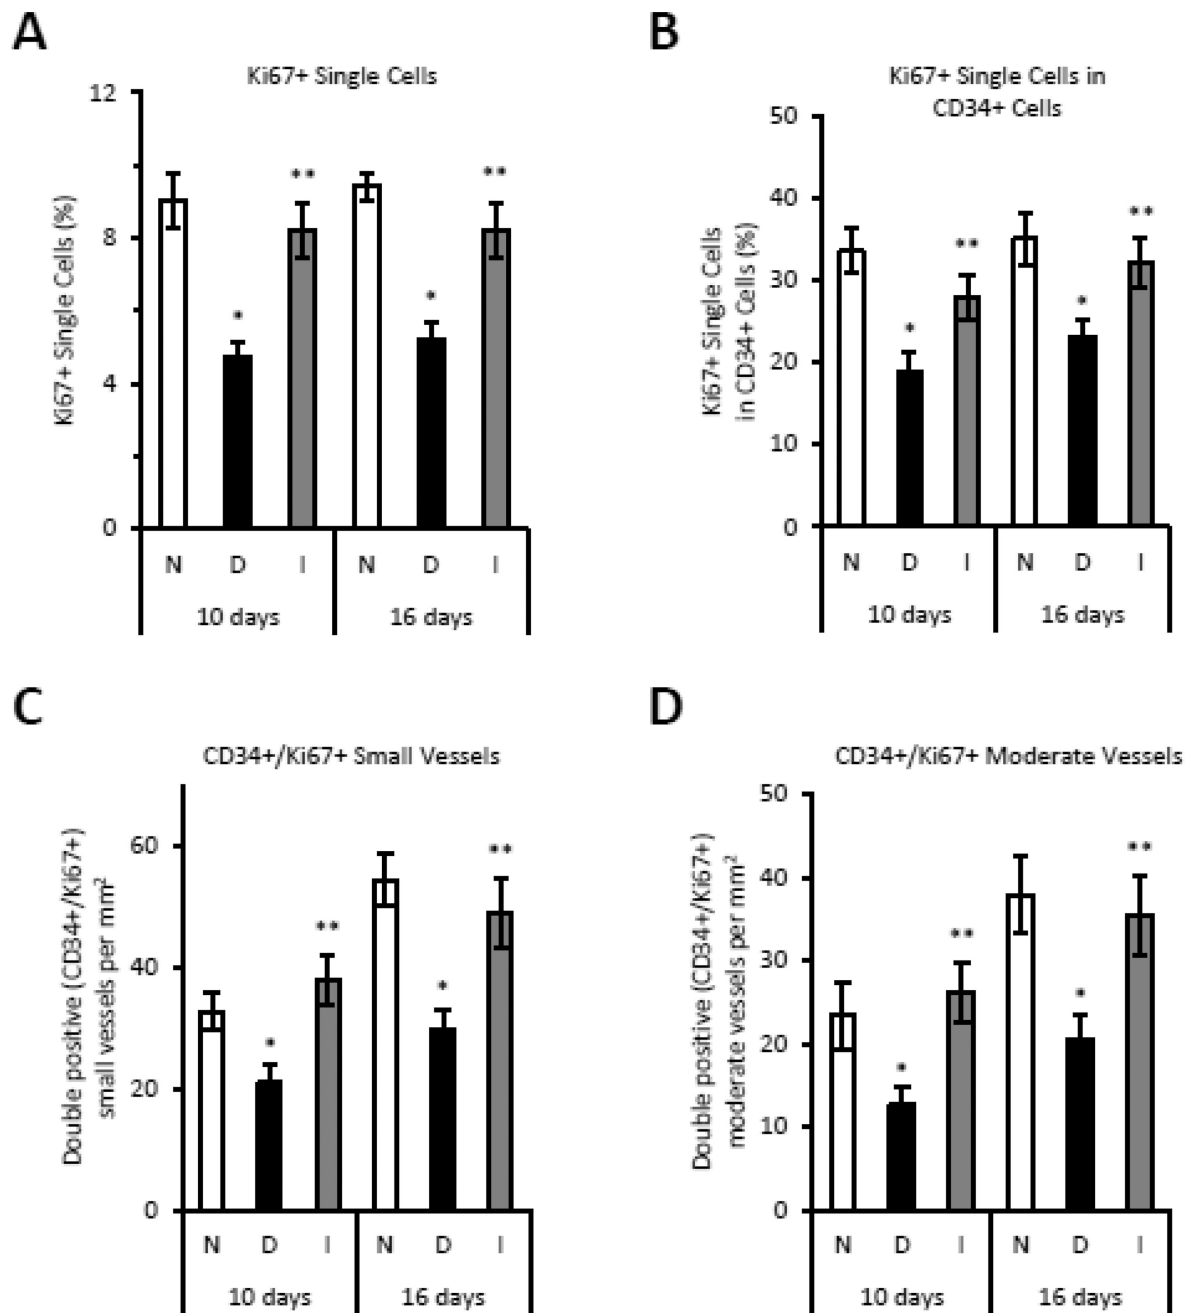 A
Ki67+ Single Cells
Ki67+ Single Cells (%)
12
8
4
0
** **
* *
N D I N D I
10 days 16 days
B
Ki67+ Single Cells in
CD34+ Cells
Ki67+ Single Cells
in CD34+ Cells (%)
50
40
30
20
10
0
** **
* *
N D I N D I
10 days 16 days
C
CD34+/Ki67+ Small Vessels
Double positive (CD34+/Ki67+)
small vessels per mm²
60
40
20
0
** **
* *
N D I N D I
10 days 16 days
D
CD34+/Ki67+ Moderate Vessels
Double positive (CD34+/Ki67+)
moderate vessels per mm²
50
40
30
20
10
0
** **
* *
N D I N D I
10 days 16 days